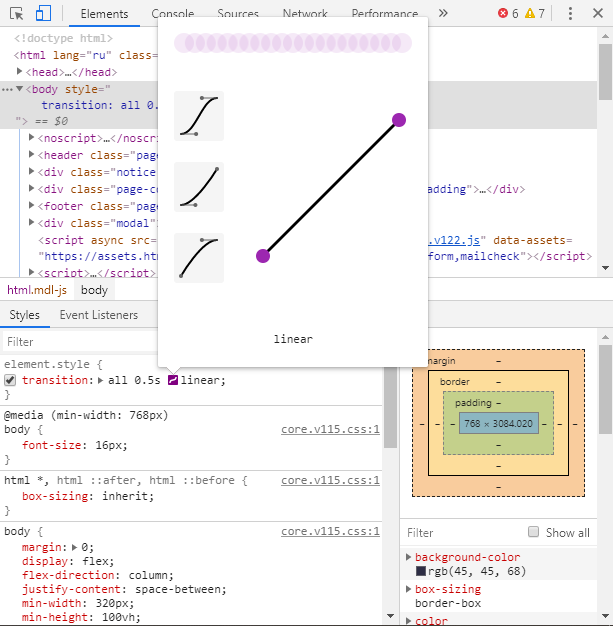 Elements Console Sources Network Performance » 6 7
<!doctype html>
<html lang="ru" class=
<head>…</head>
<body style="
transition: all 0.5
"> == $0
<noscript>…</nos
<header class="page
<div class="notice
<div class="page-co adding">…</div>
<footer class="page
<div class="modal"
<script async src= .v122.js" data-assets=
"https://assets.ht form,mailcheck"></script>
<script>…</script>
html.mdl-js body
linear
Styles Event Listeners
Filter
element.style {
transition: all 0.5s linear;
}
@media (min-width: 768px)
body { core.v115.css:1
font-size: 16px;
}
html *, html ::after, html ::before { core.v115.css:1
box-sizing: inherit;
}
body { core.v115.css:1
margin: 0;
display: flex;
flex-direction: column;
justify-content: space-between;
min-width: 320px;
min-height: 100vh;
margin –
border –
padding –
– – – 768 × 3084.020 – – –
–
–
–
Filter Show all
background-color
rgb(45, 45, 68)
box-sizing
border-box
color